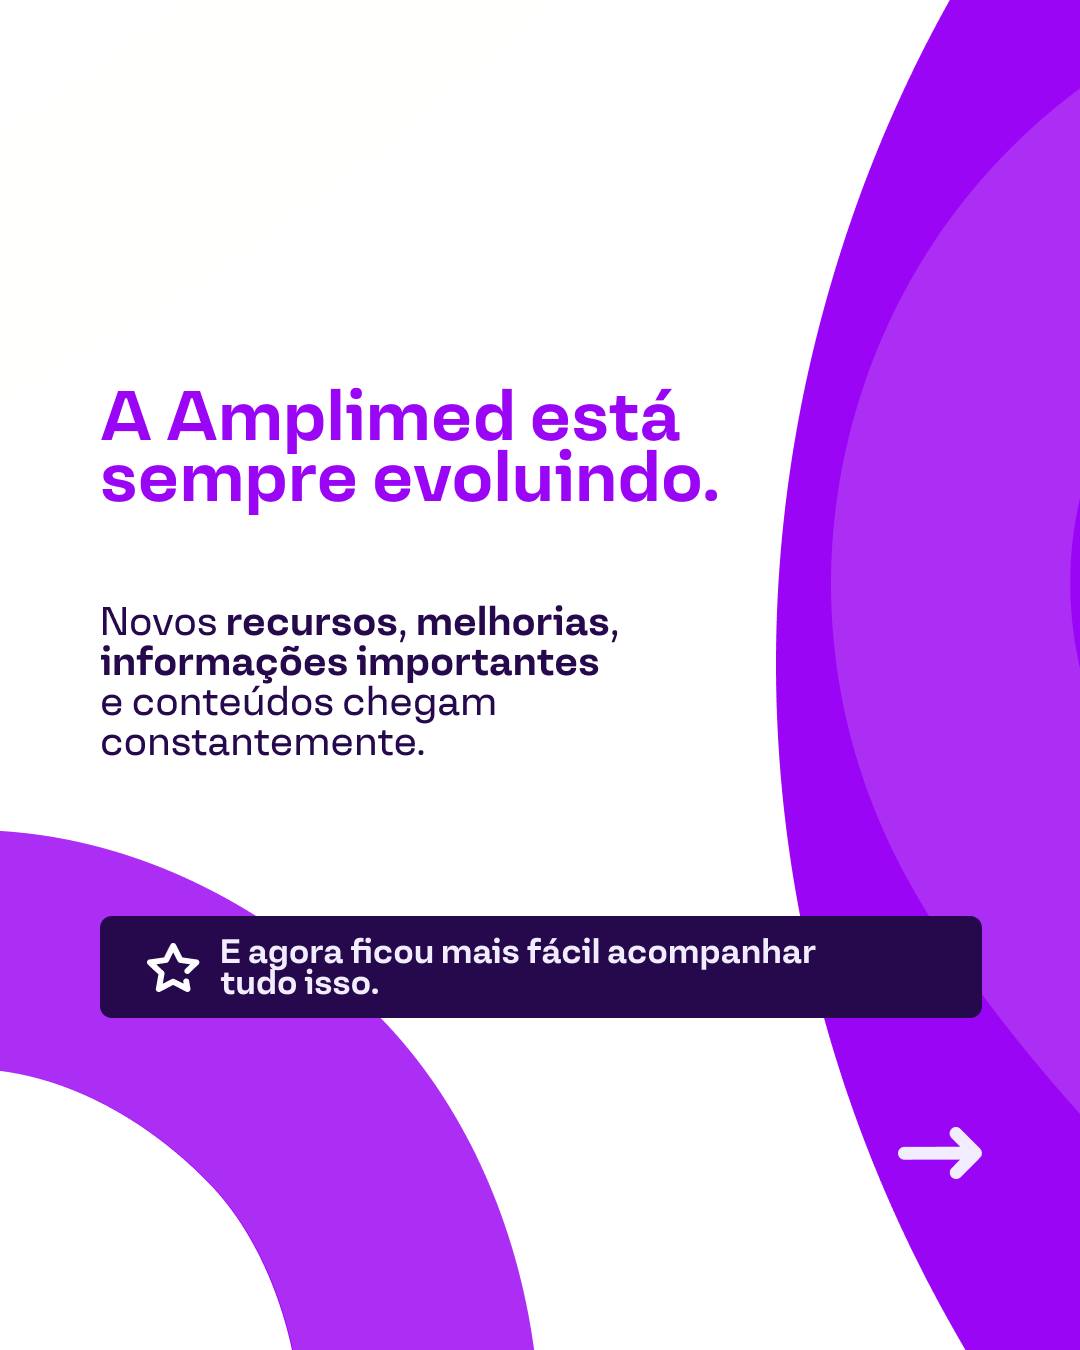 A Amplimed está
sempre evoluindo.
Novos recursos, melhorias,
informações importantes
e conteúdos chegam
constantemente.
E agora ficou mais fácil acompanhar
tudo isso.